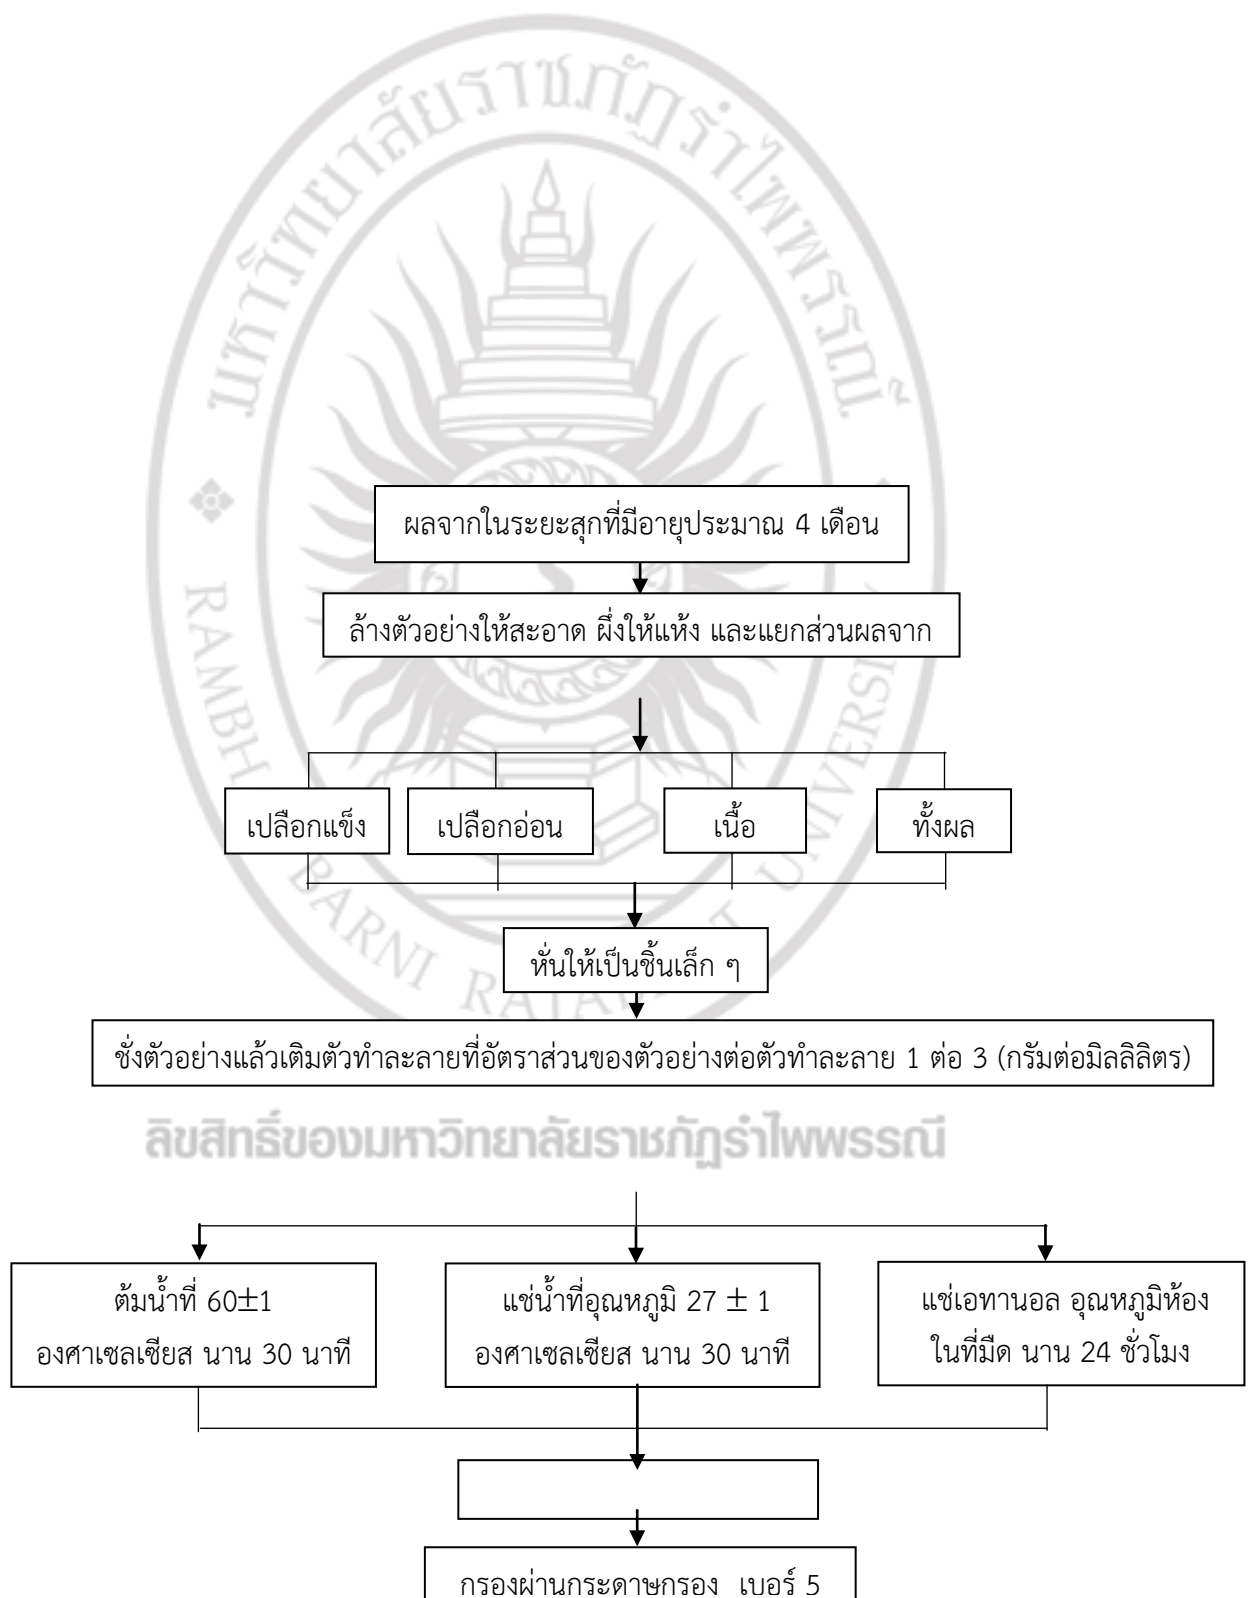 มหาวิทยาลัยราชภัฏรำไพพรรณี
ผลจากในระยะสุกที่มีอายุประมาณ 4 เดือน
ล้างตัวอย่างให้สะอาด ผึ่งให้แห้ง และแยกส่วนผลจาก
เปลือกแข็ง เปลือกอ่อน เนื้อ ทั้งผล
หั่นให้เป็นชิ้นเล็ก ๆ
RAMBHAI BARNI RAJABHAT UNIVERSITY
ชั่งตัวอย่างแล้วเติมตัวทำละลายที่อัตราส่วนของตัวอย่างต่อตัวทำละลาย 1 ต่อ 3 (กรัมต่อมิลลิลิตร)
ลิขสิทธิ์ของมหาวิทยาลัยราชภัฏรำไพพรรณี
ต้มน้ำที่ 60±1
องศาเซลเซียส นาน 30 นาที
แช่น้ำที่อุณหภูมิ 27 ± 1
องศาเซลเซียส นาน 30 นาที
แช่เอทานอล อุณหภูมิห้อง
ในที่มืด นาน 24 ชั่วโมง
กรองผ่านกระดาษกรอง เบอร์ 5